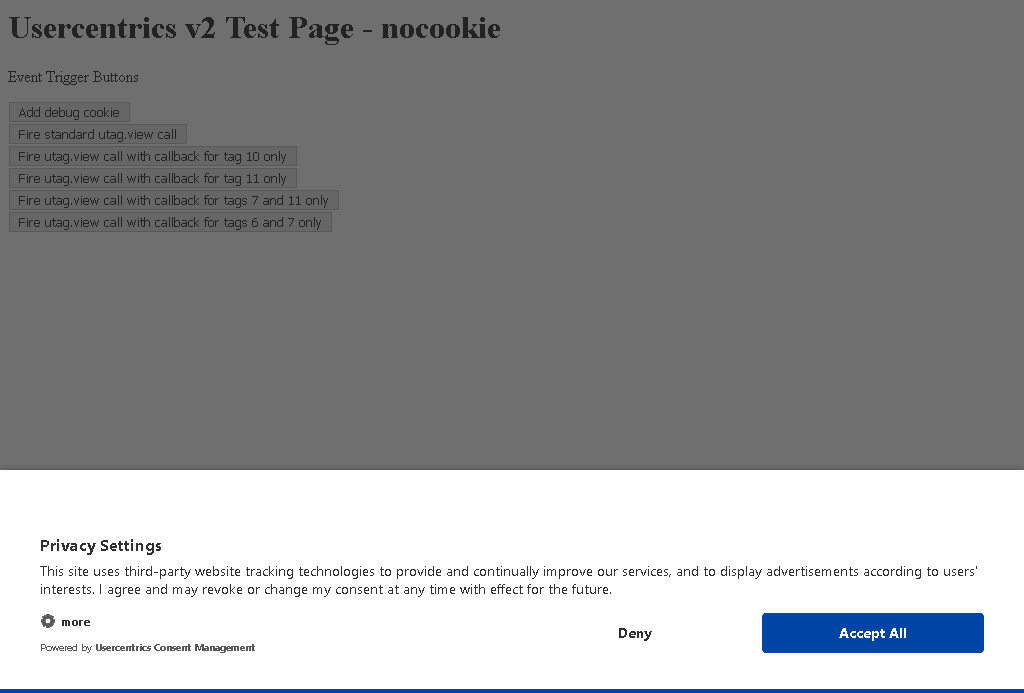 Usercentrics v2 Test Page - nocookie
Event Trigger Buttons
Add debug cookie
Fire standard utag.view call
Fire utag.view call with callback for tag 10 only
Fire utag.view call with callback for tag 11 only
Fire utag.view call with callback for tags 7 and 11 only
Fire utag.view call with callback for tags 6 and 7 only
Privacy Settings
This site uses third-party website tracking technologies to provide and continually improve our services, and to display advertisements according to users'
interests. I agree and may revoke or change my consent at any time with effect for the future.
more
Deny
Accept All
Powered by Usercentrics Consent Management